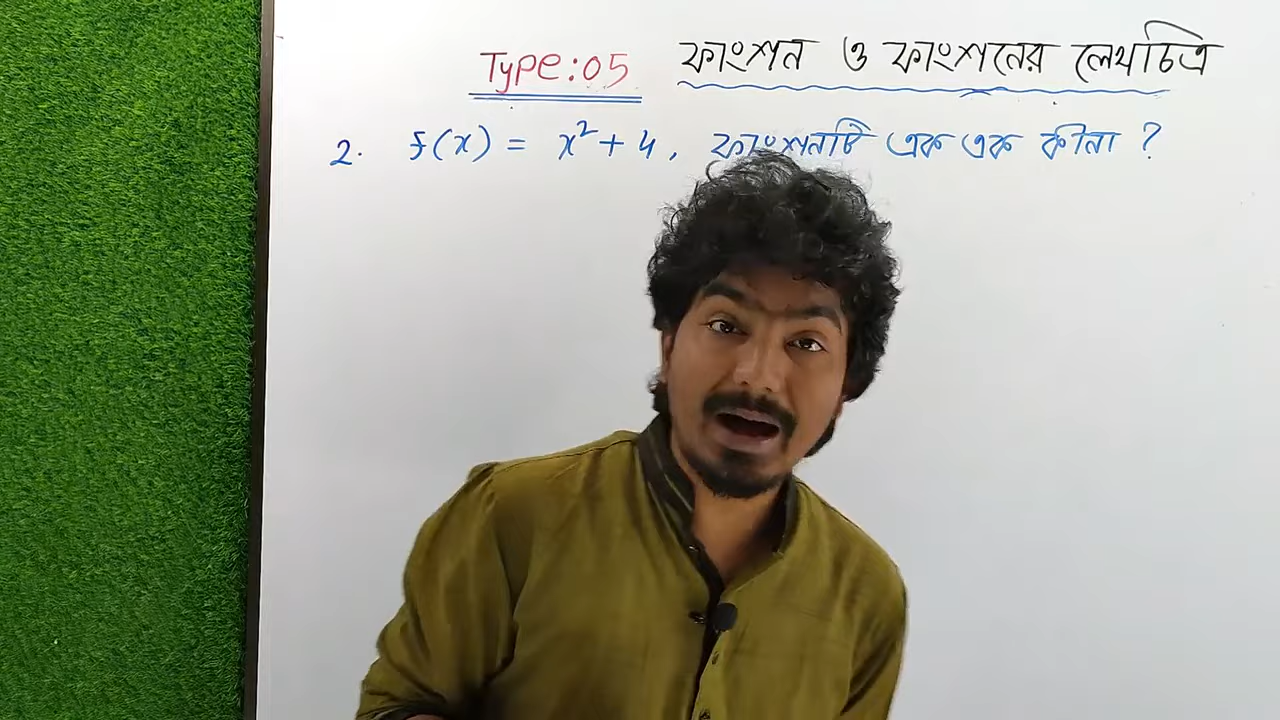 Type:05 ফাংশন ও ফাংশনের লেখচিত্র
2. f(x) = x²+4, ফাংশনটি এক এক কীনা ?